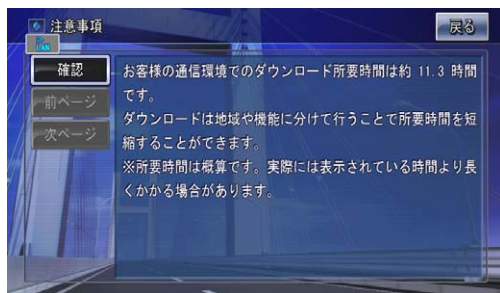 注意事項
戻る
LAN
確認
前ページ
次ページ
お客様の通信環境でのダウンロード所要時間は約 11.3 時間
です。
ダウンロードは地域や機能に分けて行うことで所要時間を短
縮することができます。
※所要時間は概算です。実際には表示されている時間より長
くかかる場合があります。